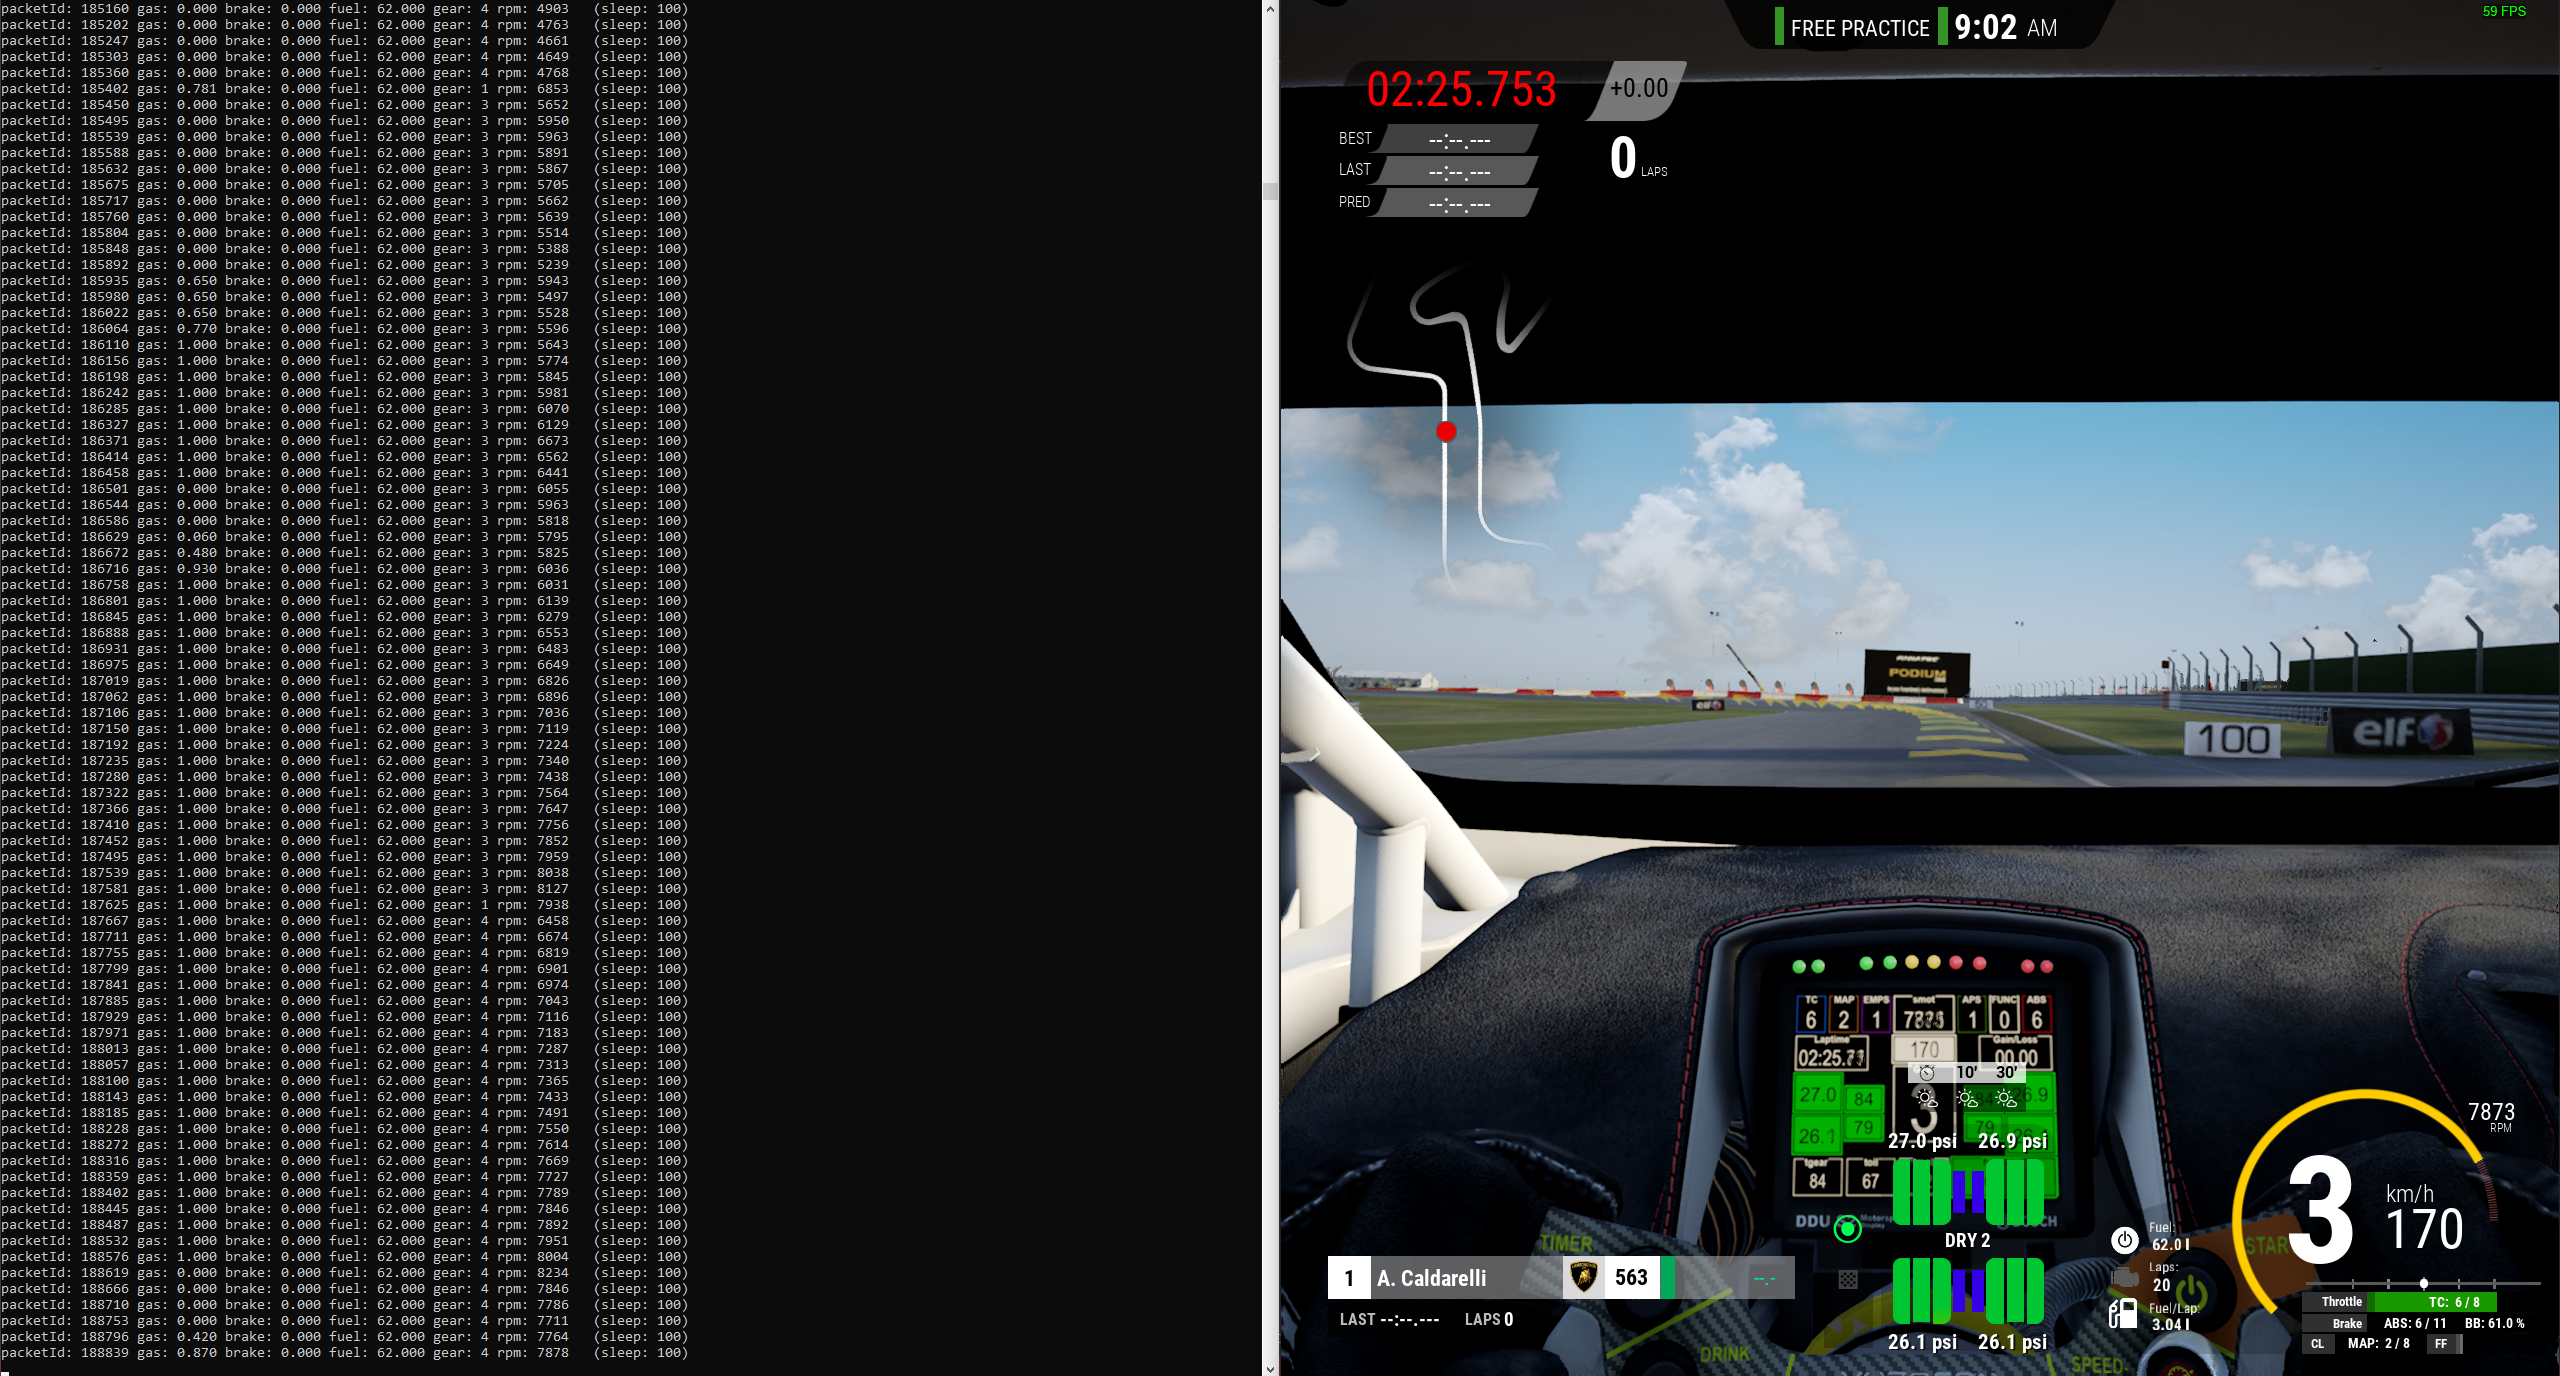 packetId: 185160 gas: 0.000 brake: 0.000 fuel: 62.000 gear: 4 rpm: 4903   (sleep: 100)
packetId: 185202 gas: 0.000 brake: 0.000 fuel: 62.000 gear: 4 rpm: 4763   (sleep: 100)
packetId: 185247 gas: 0.000 brake: 0.000 fuel: 62.000 gear: 4 rpm: 4661   (sleep: 100)
packetId: 185303 gas: 0.000 brake: 0.000 fuel: 62.000 gear: 4 rpm: 4649   (sleep: 100)
packetId: 185360 gas: 0.000 brake: 0.000 fuel: 62.000 gear: 4 rpm: 4768   (sleep: 100)
packetId: 185402 gas: 0.781 brake: 0.000 fuel: 62.000 gear: 1 rpm: 6853   (sleep: 100)
packetId: 185450 gas: 0.000 brake: 0.000 fuel: 62.000 gear: 3 rpm: 5652   (sleep: 100)
packetId: 185495 gas: 0.000 brake: 0.000 fuel: 62.000 gear: 3 rpm: 5950   (sleep: 100)
packetId: 185539 gas: 0.000 brake: 0.000 fuel: 62.000 gear: 3 rpm: 5963   (sleep: 100)
packetId: 185588 gas: 0.000 brake: 0.000 fuel: 62.000 gear: 3 rpm: 5891   (sleep: 100)
packetId: 185632 gas: 0.000 brake: 0.000 fuel: 62.000 gear: 3 rpm: 5867   (sleep: 100)
packetId: 185675 gas: 0.000 brake: 0.000 fuel: 62.000 gear: 3 rpm: 5705   (sleep: 100)
packetId: 185717 gas: 0.000 brake: 0.000 fuel: 62.000 gear: 3 rpm: 5662   (sleep: 100)
packetId: 185760 gas: 0.000 brake: 0.000 fuel: 62.000 gear: 3 rpm: 5639   (sleep: 100)
packetId: 185804 gas: 0.000 brake: 0.000 fuel: 62.000 gear: 3 rpm: 5514   (sleep: 100)
packetId: 185848 gas: 0.000 brake: 0.000 fuel: 62.000 gear: 3 rpm: 5388   (sleep: 100)
packetId: 185892 gas: 0.000 brake: 0.000 fuel: 62.000 gear: 3 rpm: 5239   (sleep: 100)
packetId: 185935 gas: 0.650 brake: 0.000 fuel: 62.000 gear: 3 rpm: 5943   (sleep: 100)
packetId: 185980 gas: 0.650 brake: 0.000 fuel: 62.000 gear: 3 rpm: 5497   (sleep: 100)
packetId: 186022 gas: 0.650 brake: 0.000 fuel: 62.000 gear: 3 rpm: 5528   (sleep: 100)
packetId: 186064 gas: 0.770 brake: 0.000 fuel: 62.000 gear: 3 rpm: 5596   (sleep: 100)
packetId: 186110 gas: 1.000 brake: 0.000 fuel: 62.000 gear: 3 rpm: 5643   (sleep: 100)
packetId: 186156 gas: 1.000 brake: 0.000 fuel: 62.000 gear: 3 rpm: 5774   (sleep: 100)
packetId: 186198 gas: 1.000 brake: 0.000 fuel: 62.000 gear: 3 rpm: 5845   (sleep: 100)
packetId: 186242 gas: 1.000 brake: 0.000 fuel: 62.000 gear: 3 rpm: 5981   (sleep: 100)
packetId: 186285 gas: 1.000 brake: 0.000 fuel: 62.000 gear: 3 rpm: 6070   (sleep: 100)
packetId: 186327 gas: 1.000 brake: 0.000 fuel: 62.000 gear: 3 rpm: 6129   (sleep: 100)
packetId: 186371 gas: 1.000 brake: 0.000 fuel: 62.000 gear: 3 rpm: 6673   (sleep: 100)
packetId: 186414 gas: 1.000 brake: 0.000 fuel: 62.000 gear: 3 rpm: 6562   (sleep: 100)
packetId: 186458 gas: 1.000 brake: 0.000 fuel: 62.000 gear: 3 rpm: 6441   (sleep: 100)
packetId: 186501 gas: 0.000 brake: 0.000 fuel: 62.000 gear: 3 rpm: 6055   (sleep: 100)
packetId: 186544 gas: 0.000 brake: 0.000 fuel: 62.000 gear: 3 rpm: 5963   (sleep: 100)
packetId: 186586 gas: 0.000 brake: 0.000 fuel: 62.000 gear: 3 rpm: 5818   (sleep: 100)
packetId: 186629 gas: 0.060 brake: 0.000 fuel: 62.000 gear: 3 rpm: 5795   (sleep: 100)
packetId: 186672 gas: 0.480 brake: 0.000 fuel: 62.000 gear: 3 rpm: 5825   (sleep: 100)
packetId: 186716 gas: 0.930 brake: 0.000 fuel: 62.000 gear: 3 rpm: 6036   (sleep: 100)
packetId: 186758 gas: 1.000 brake: 0.000 fuel: 62.000 gear: 3 rpm: 6031   (sleep: 100)
packetId: 186801 gas: 1.000 brake: 0.000 fuel: 62.000 gear: 3 rpm: 6139   (sleep: 100)
packetId: 186845 gas: 1.000 brake: 0.000 fuel: 62.000 gear: 3 rpm: 6279   (sleep: 100)
packetId: 186888 gas: 1.000 brake: 0.000 fuel: 62.000 gear: 3 rpm: 6553   (sleep: 100)
packetId: 186931 gas: 1.000 brake: 0.000 fuel: 62.000 gear: 3 rpm: 6483   (sleep: 100)
packetId: 186975 gas: 1.000 brake: 0.000 fuel: 62.000 gear: 3 rpm: 6649   (sleep: 100)
packetId: 187019 gas: 1.000 brake: 0.000 fuel: 62.000 gear: 3 rpm: 6826   (sleep: 100)
packetId: 187062 gas: 1.000 brake: 0.000 fuel: 62.000 gear: 3 rpm: 6896   (sleep: 100)
packetId: 187106 gas: 1.000 brake: 0.000 fuel: 62.000 gear: 3 rpm: 7036   (sleep: 100)
packetId: 187150 gas: 1.000 brake: 0.000 fuel: 62.000 gear: 3 rpm: 7119   (sleep: 100)
packetId: 187192 gas: 1.000 brake: 0.000 fuel: 62.000 gear: 3 rpm: 7224   (sleep: 100)
packetId: 187235 gas: 1.000 brake: 0.000 fuel: 62.000 gear: 3 rpm: 7340   (sleep: 100)
packetId: 187280 gas: 1.000 brake: 0.000 fuel: 62.000 gear: 3 rpm: 7438   (sleep: 100)
packetId: 187322 gas: 1.000 brake: 0.000 fuel: 62.000 gear: 3 rpm: 7564   (sleep: 100)
packetId: 187366 gas: 1.000 brake: 0.000 fuel: 62.000 gear: 3 rpm: 7647   (sleep: 100)
packetId: 187410 gas: 1.000 brake: 0.000 fuel: 62.000 gear: 3 rpm: 7756   (sleep: 100)
packetId: 187452 gas: 1.000 brake: 0.000 fuel: 62.000 gear: 3 rpm: 7852   (sleep: 100)
packetId: 187495 gas: 1.000 brake: 0.000 fuel: 62.000 gear: 3 rpm: 7959   (sleep: 100)
packetId: 187539 gas: 1.000 brake: 0.000 fuel: 62.000 gear: 3 rpm: 8038   (sleep: 100)
packetId: 187581 gas: 1.000 brake: 0.000 fuel: 62.000 gear: 3 rpm: 8127   (sleep: 100)
packetId: 187625 gas: 1.000 brake: 0.000 fuel: 62.000 gear: 1 rpm: 7938   (sleep: 100)
packetId: 187667 gas: 1.000 brake: 0.000 fuel: 62.000 gear: 4 rpm: 6458   (sleep: 100)
packetId: 187711 gas: 1.000 brake: 0.000 fuel: 62.000 gear: 4 rpm: 6674   (sleep: 100)
packetId: 187755 gas: 1.000 brake: 0.000 fuel: 62.000 gear: 4 rpm: 6819   (sleep: 100)
packetId: 187799 gas: 1.000 brake: 0.000 fuel: 62.000 gear: 4 rpm: 6901   (sleep: 100)
packetId: 187841 gas: 1.000 brake: 0.000 fuel: 62.000 gear: 4 rpm: 6974   (sleep: 100)
packetId: 187885 gas: 1.000 brake: 0.000 fuel: 62.000 gear: 4 rpm: 7043   (sleep: 100)
packetId: 187929 gas: 1.000 brake: 0.000 fuel: 62.000 gear: 4 rpm: 7116   (sleep: 100)
packetId: 187971 gas: 1.000 brake: 0.000 fuel: 62.000 gear: 4 rpm: 7183   (sleep: 100)
packetId: 188013 gas: 1.000 brake: 0.000 fuel: 62.000 gear: 4 rpm: 7287   (sleep: 100)
packetId: 188057 gas: 1.000 brake: 0.000 fuel: 62.000 gear: 4 rpm: 7313   (sleep: 100)
packetId: 188100 gas: 1.000 brake: 0.000 fuel: 62.000 gear: 4 rpm: 7365   (sleep: 100)
packetId: 188143 gas: 1.000 brake: 0.000 fuel: 62.000 gear: 4 rpm: 7433   (sleep: 100)
packetId: 188185 gas: 1.000 brake: 0.000 fuel: 62.000 gear: 4 rpm: 7491   (sleep: 100)
packetId: 188228 gas: 1.000 brake: 0.000 fuel: 62.000 gear: 4 rpm: 7550   (sleep: 100)
packetId: 188272 gas: 1.000 brake: 0.000 fuel: 62.000 gear: 4 rpm: 7614   (sleep: 100)
packetId: 188316 gas: 1.000 brake: 0.000 fuel: 62.000 gear: 4 rpm: 7669   (sleep: 100)
packetId: 188359 gas: 1.000 brake: 0.000 fuel: 62.000 gear: 4 rpm: 7727   (sleep: 100)
packetId: 188402 gas: 1.000 brake: 0.000 fuel: 62.000 gear: 4 rpm: 7789   (sleep: 100)
packetId: 188445 gas: 1.000 brake: 0.000 fuel: 62.000 gear: 4 rpm: 7846   (sleep: 100)
packetId: 188487 gas: 1.000 brake: 0.000 fuel: 62.000 gear: 4 rpm: 7892   (sleep: 100)
packetId: 188532 gas: 1.000 brake: 0.000 fuel: 62.000 gear: 4 rpm: 7951   (sleep: 100)
packetId: 188576 gas: 1.000 brake: 0.000 fuel: 62.000 gear: 4 rpm: 8004   (sleep: 100)
packetId: 188619 gas: 0.000 brake: 0.000 fuel: 62.000 gear: 4 rpm: 8234   (sleep: 100)
packetId: 188666 gas: 0.000 brake: 0.000 fuel: 62.000 gear: 4 rpm: 7846   (sleep: 100)
packetId: 188710 gas: 0.000 brake: 0.000 fuel: 62.000 gear: 4 rpm: 7786   (sleep: 100)
packetId: 188753 gas: 0.000 brake: 0.000 fuel: 62.000 gear: 4 rpm: 7711   (sleep: 100)
packetId: 188796 gas: 0.420 brake: 0.000 fuel: 62.000 gear: 4 rpm: 7764   (sleep: 100)
packetId: 188839 gas: 0.870 brake: 0.000 fuel: 62.000 gear: 4 rpm: 7878   (sleep: 100)
59 FPS
FREE PRACTICE 9:02 AM
02:25.753 +0.00
BEST --:--.---
0 LAPS
LAST --:--.---
PRED --:--.---
PODIUM
elf
100 elf
TC MAP EMPS smot APS FUNC ABS
6 2 1 1 0 6
Laptime Gain/Loss
02:25.7 170 00.00
10' 30'
27.0 84 3
26.1 79 79
27.0 psi 26.9 psi
tgear toil
84 67
DDU
DRY 2
26.1 psi 26.1 psi
TIMER
DRINK
SPEED-
START
1 A. Caldarelli 563 --.-
LAST --:--.--- LAPS 0
7873
RPM
3 km/h
170
Fuel:
62.0 l
Laps:
20
Fuel/Lap:
3.04 l
Throttle TC: 6 / 8
Brake ABS: 6 / 11 BB: 61.0 %
CL MAP: 2 / 8 FF